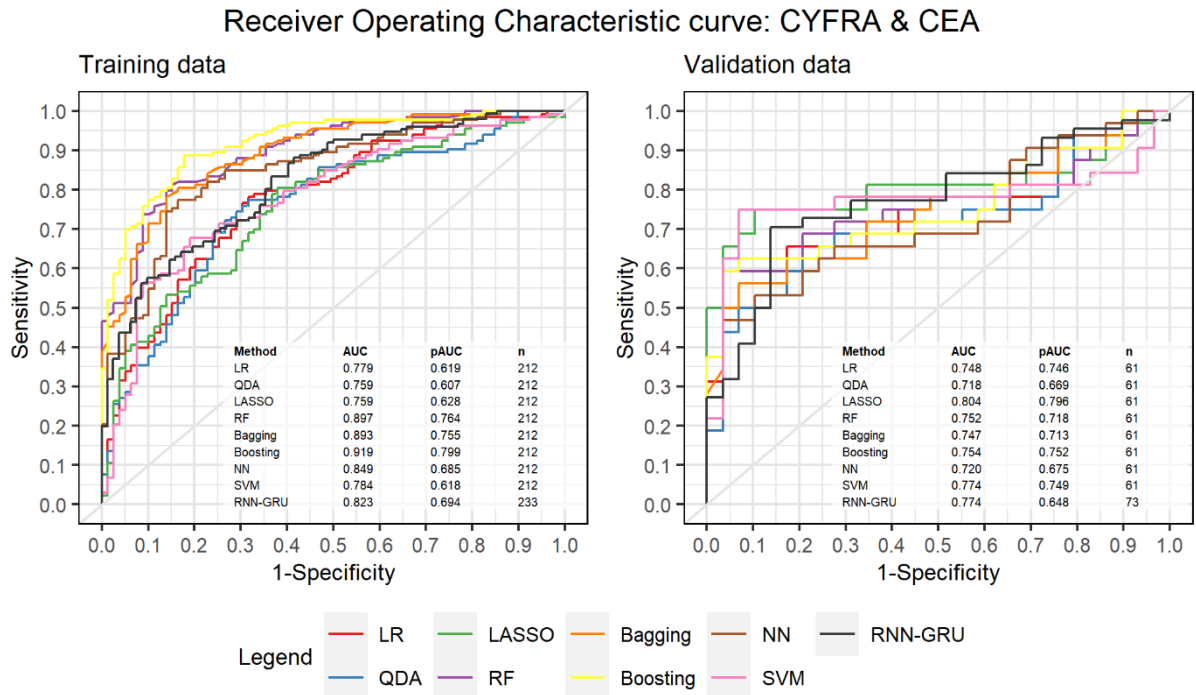 Receiver Operating Characteristic curve: CYFRA & CEA
Training data
Sensitivity
1.0
0.9
0.8
0.7
0.6
0.5
0.4
0.3
0.2
0.1
0.0
Method AUC pAUC n
LR 0.779 0.619 212
QDA 0.759 0.607 212
LASSO 0.759 0.628 212
RF 0.897 0.764 212
Bagging 0.893 0.755 212
Boosting 0.919 0.799 212
NN 0.849 0.685 212
SVM 0.784 0.618 212
RNN-GRU 0.823 0.694 233
0.0 0.1 0.2 0.3 0.4 0.5 0.6 0.7 0.8 0.9 1.0
1-Specificity
Validation data
Sensitivity
1.0
0.9
0.8
0.7
0.6
0.5
0.4
0.3
0.2
0.1
0.0
Method AUC pAUC n
LR 0.748 0.746 61
QDA 0.718 0.669 61
LASSO 0.804 0.796 61
RF 0.752 0.718 61
Bagging 0.747 0.713 61
Boosting 0.754 0.752 61
NN 0.720 0.675 61
SVM 0.774 0.749 61
RNN-GRU 0.774 0.648 73
0.0 0.1 0.2 0.3 0.4 0.5 0.6 0.7 0.8 0.9 1.0
1-Specificity
Legend
LR LASSO Bagging NN RNN-GRU
QDA RF Boosting SVM